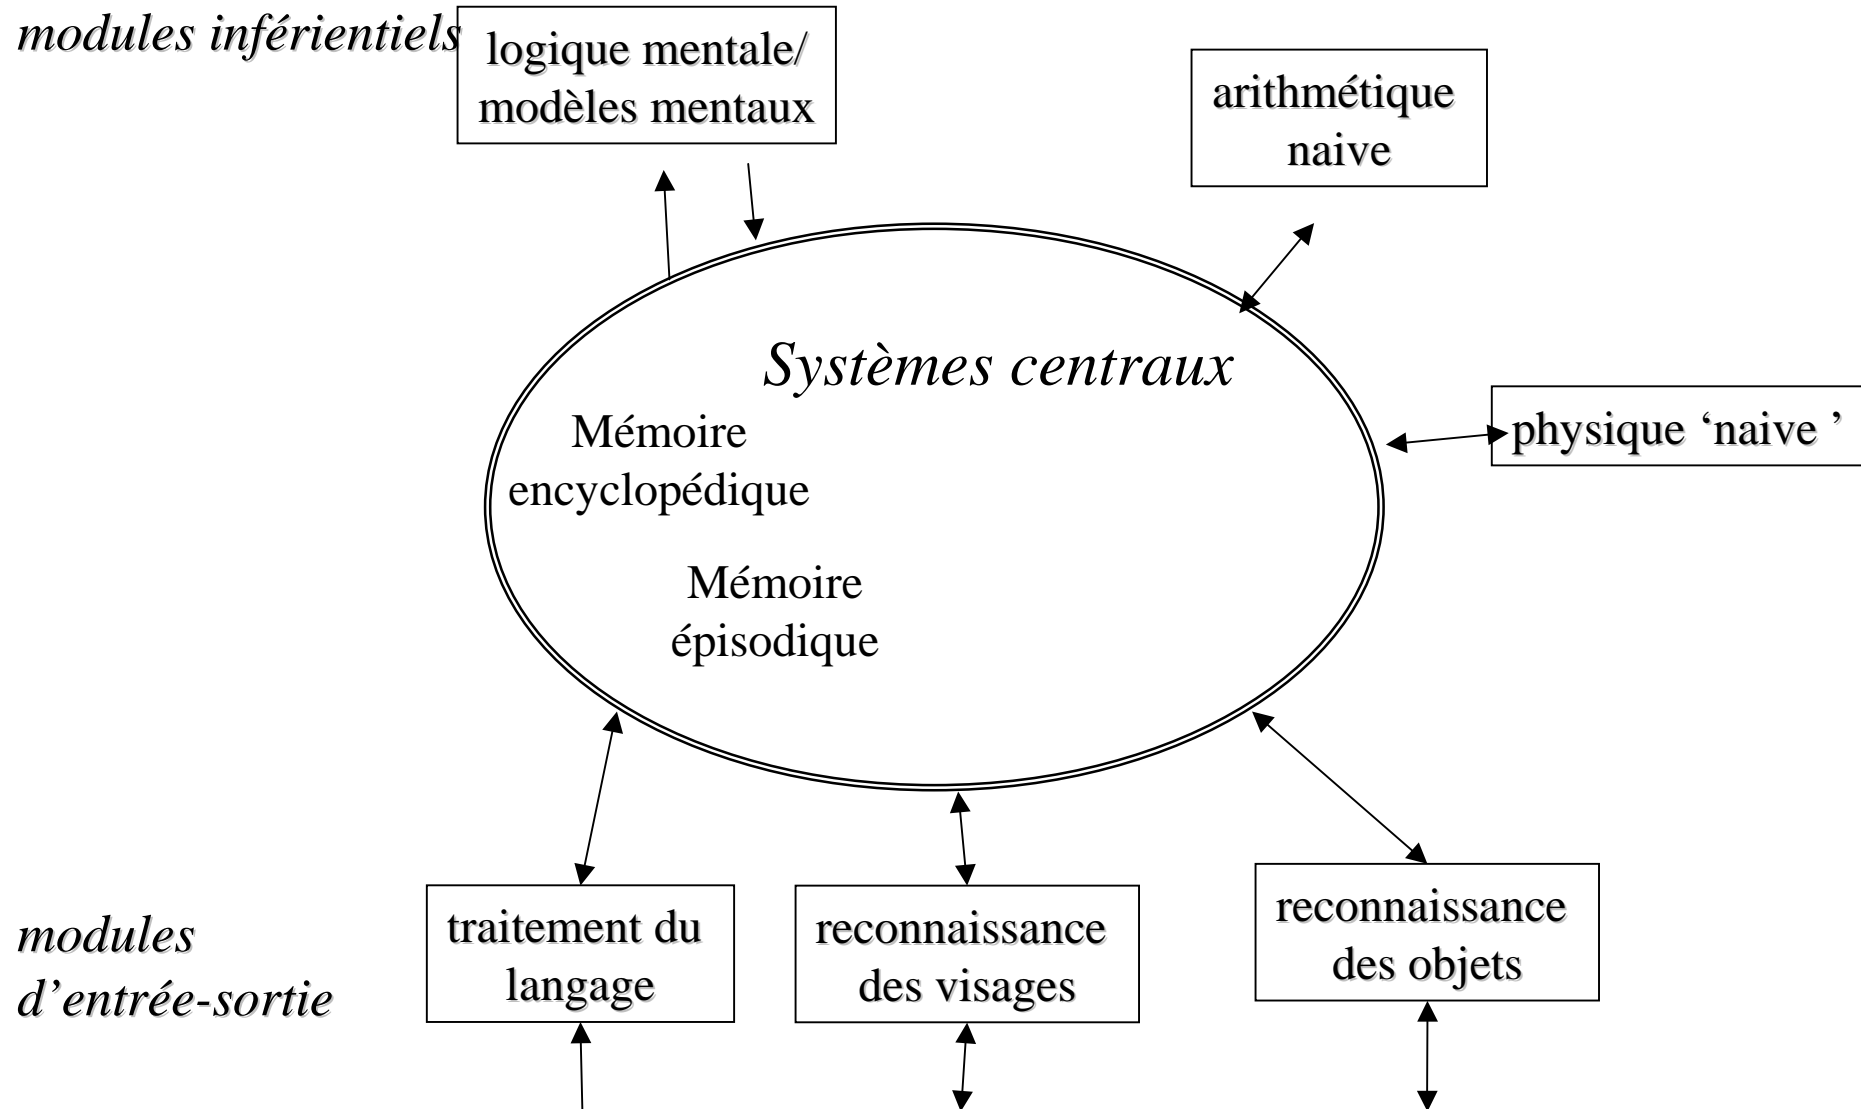 modules inférientiels
logique mentale/
modèles mentaux
arithmétique
naive
Systèmes centraux
Mémoire
encyclopédique
physique ‘naive ’
Mémoire
épisodique
modules
d’entrée-sortie
traitement du
langage
reconnaissance
des visages
reconnaissance
des objets